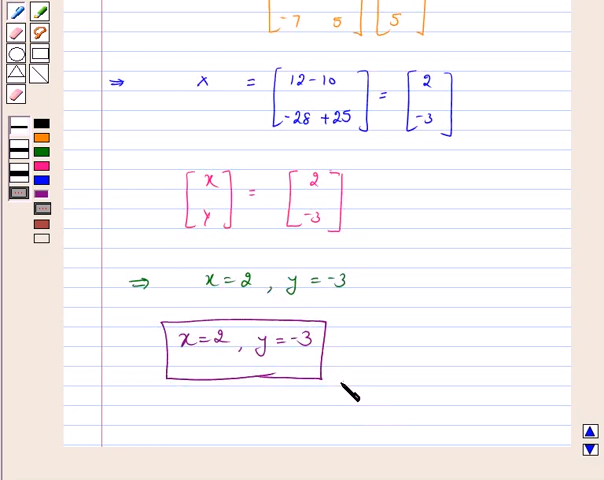 [-7 5] [5]
⇒ x = [12-10 -28+25] = [2 -3]
[x y] = [2 -3]
⇒ x=2 , y=-3
x=2 , y=-3